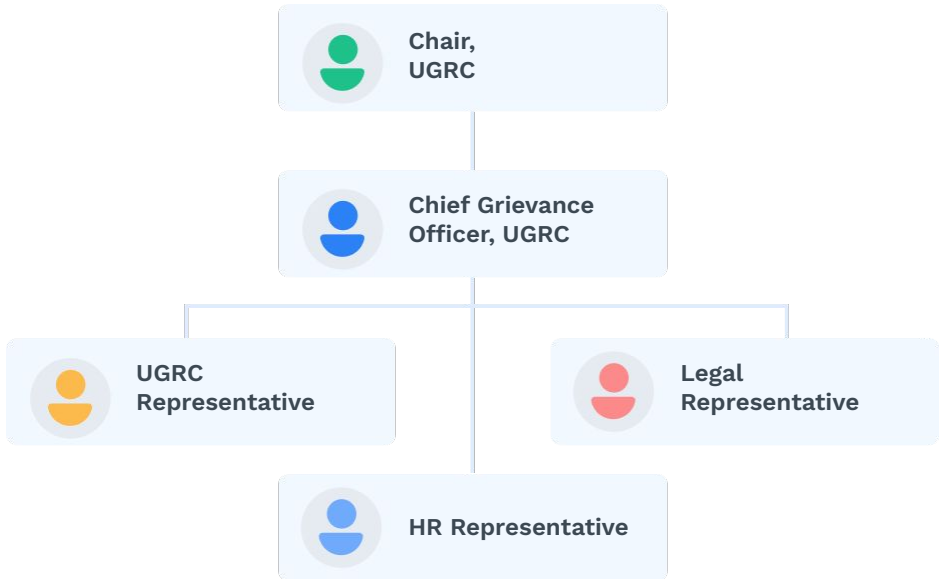 Chair,
UGRC
Chief Grievance
Officer, UGRC
UGRC
Representative
Legal
Representative
HR Representative